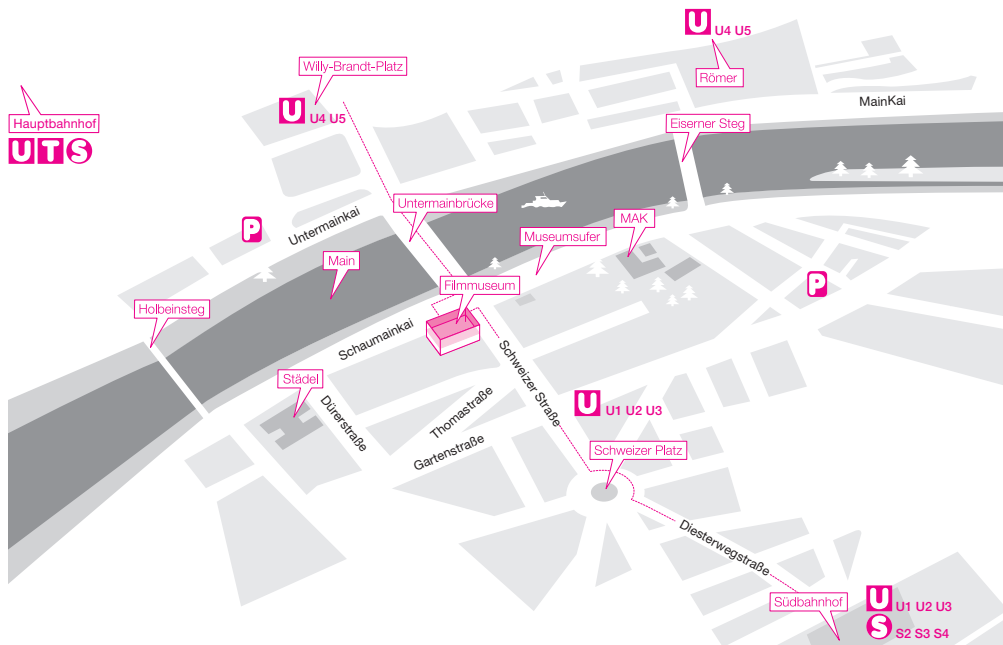 U U4 U5
Römer
Willy-Brandt-Platz
U U4 U5
MainKai
Hauptbahnhof
U T S
Eiserner Steg
Untermainkai
Untermainbrücke
MAK
P
Museumsufer
Main
Filmmuseum
P
Holbeinsteg
Schaumainkai
Städel
Schweizer Straße
Dürerstraße
Thomastraße
U U1 U2 U3
Gartenstraße
Schweizer Platz
Diesterwegstraße
Südbahnhof
U U1 U2 U3
S S2 S3 S4